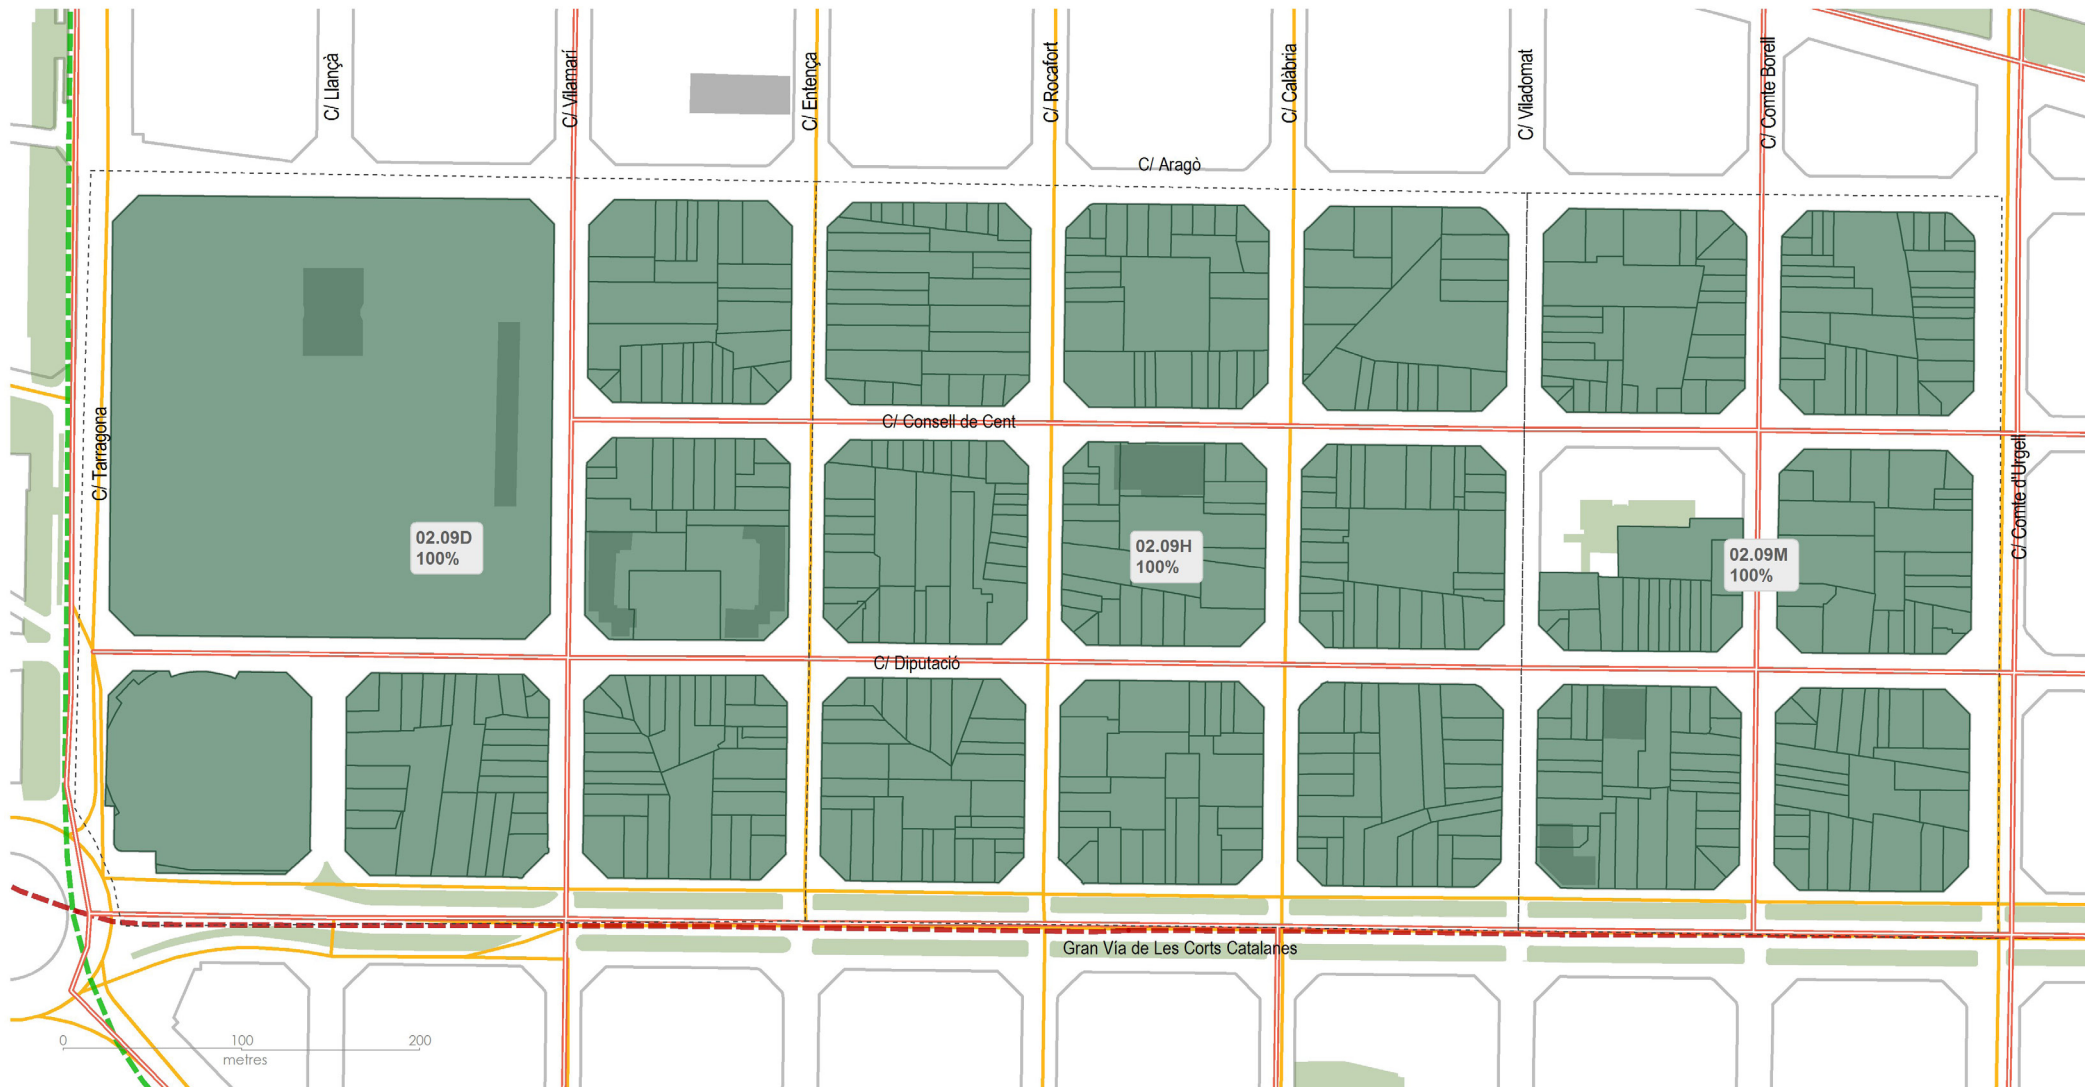 C/ Llançà
C/ Vilamarí
C/ Entença
C/ Rocafort
C/ Calàbria
C/ Viladomat
C/ Comte Borell
C/ Aragò
C/ Tarragona
C/ Consell de Cent
C/ Comte d'Urgell
02.09D
100%
02.09H
100%
02.09M
100%
C/ Diputació
Gran Via de Les Corts Catalanes
0 100 200
metres